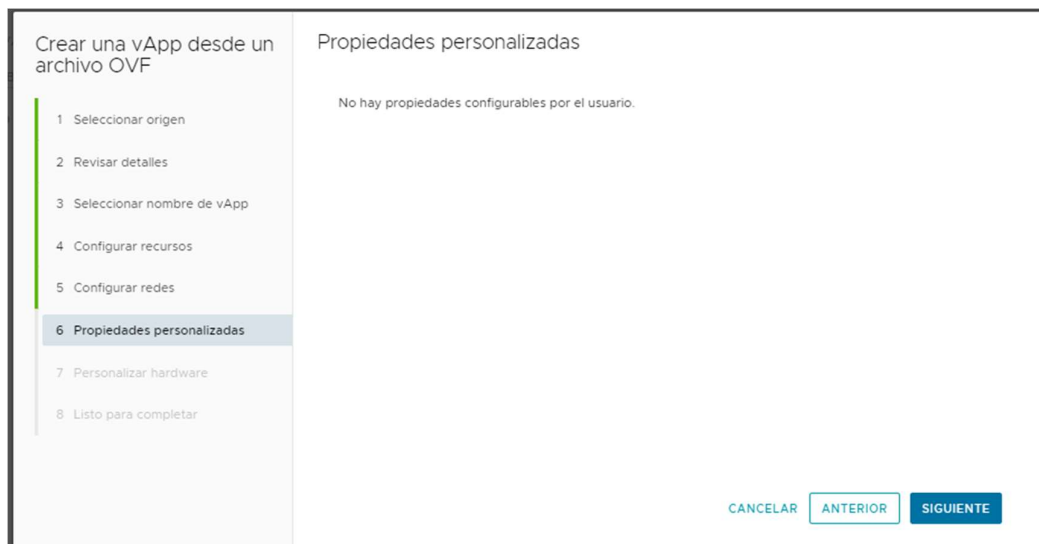 Crear una vApp desde un
archivo OVF
1 Seleccionar origen
2 Revisar detalles
3 Seleccionar nombre de vApp
4 Configurar recursos
5 Configurar redes
6 Propiedades personalizadas
7 Personalizar hardware
8 Listo para completar
Propiedades personalizadas
No hay propiedades configurables por el usuario.
CANCELAR ANTERIOR SIGUIENTE